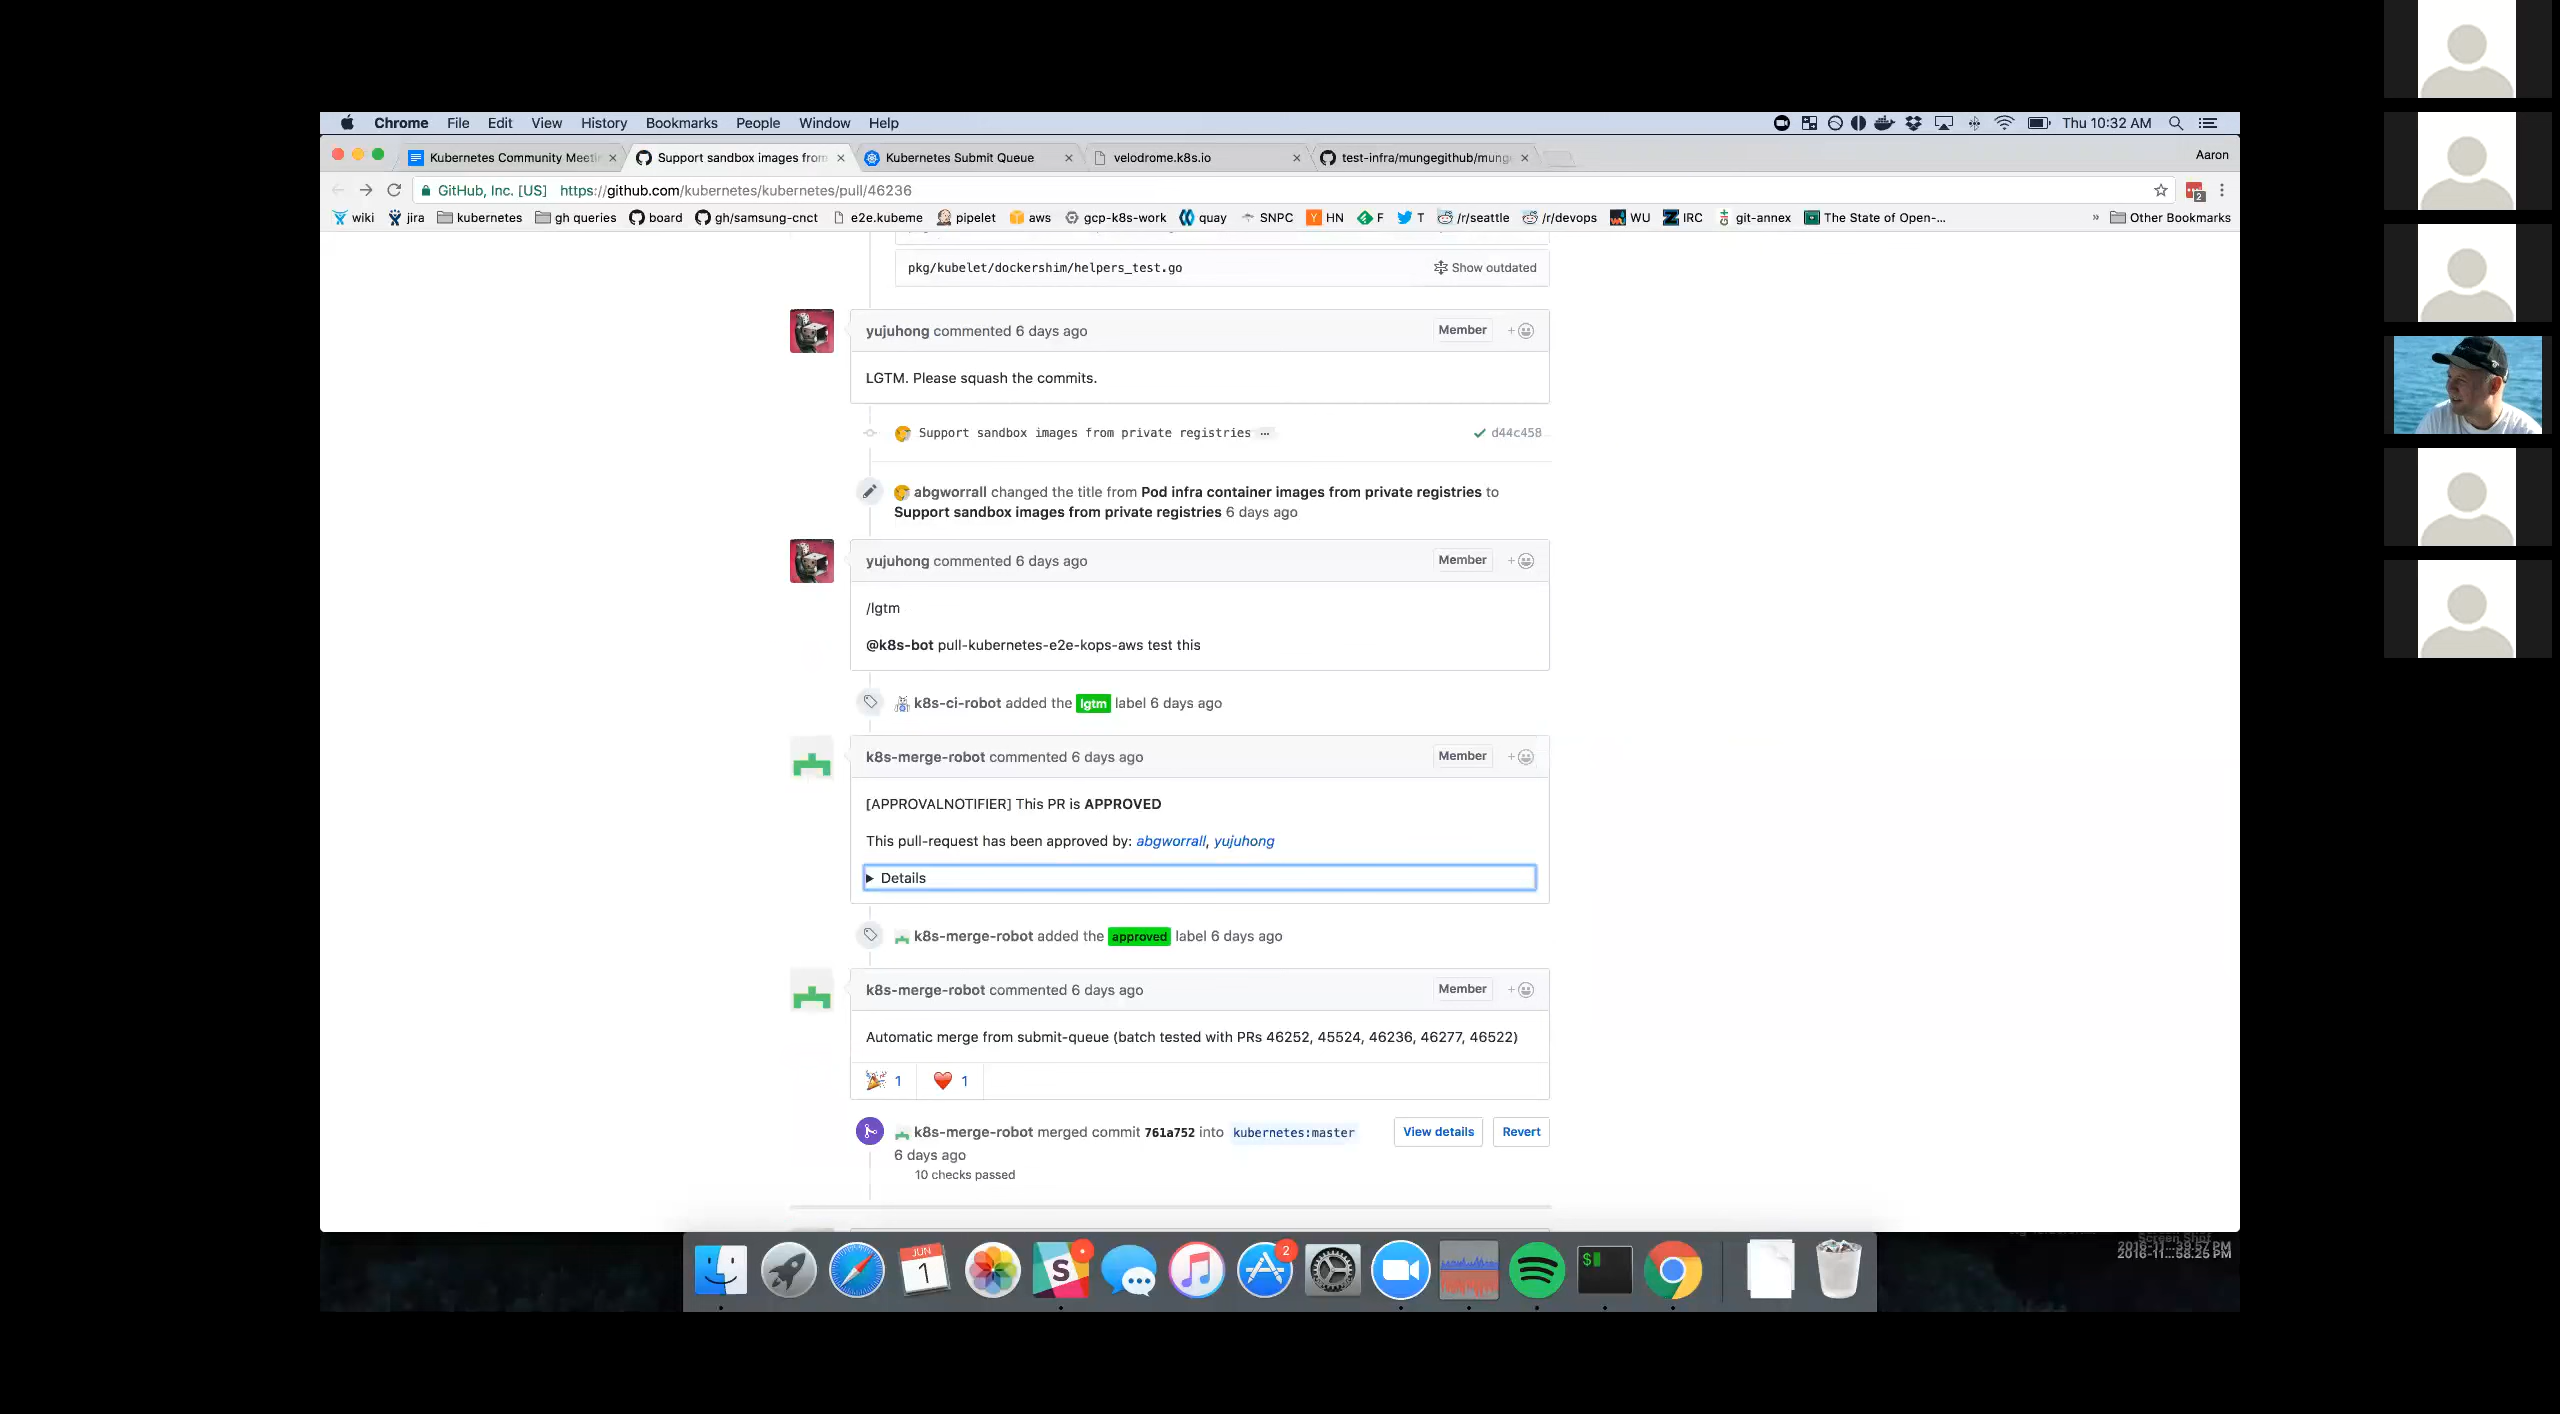 Chrome File Edit View History Bookmarks People Window Help Thu 10:32 AM
Kubernetes Community Meeti Support sandbox images from Kubernetes Submit Queue velodrome.k8s.io test-infra/mungegithub/mung Aaron
GitHub, Inc. [US] https://github.com/kubernetes/kubernetes/pull/46236 2
wiki jira kubernetes gh queries board gh/samsung-cnct e2e.kubeme pipelet aws gcp-k8s-work quay SNPC HN F T /r/seattle /r/devops WU IRC git-annex The State of Open-... » Other Bookmarks
pkg/kubelet/dockershim/helpers_test.go Show outdated
yujuhong commented 6 days ago Member
LGTM. Please squash the commits.
Support sandbox images from private registries … d44c458
abgworrall changed the title from Pod infra container images from private registries to
Support sandbox images from private registries 6 days ago
yujuhong commented 6 days ago Member
/lgtm
@k8s-bot pull-kubernetes-e2e-kops-aws test this
k8s-ci-robot added the lgtm label 6 days ago
k8s-merge-robot commented 6 days ago Member
[APPROVALNOTIFIER] This PR is APPROVED
This pull-request has been approved by: abgworrall, yujuhong
Details
k8s-merge-robot added the approved label 6 days ago
k8s-merge-robot commented 6 days ago Member
Automatic merge from submit-queue (batch tested with PRs 46252, 45524, 46236, 46277, 46522)
1 1
k8s-merge-robot merged commit 761a752 into kubernetes:master View details Revert
6 days ago
10 checks passed
Screen Shot
JUN
1
S
2
$